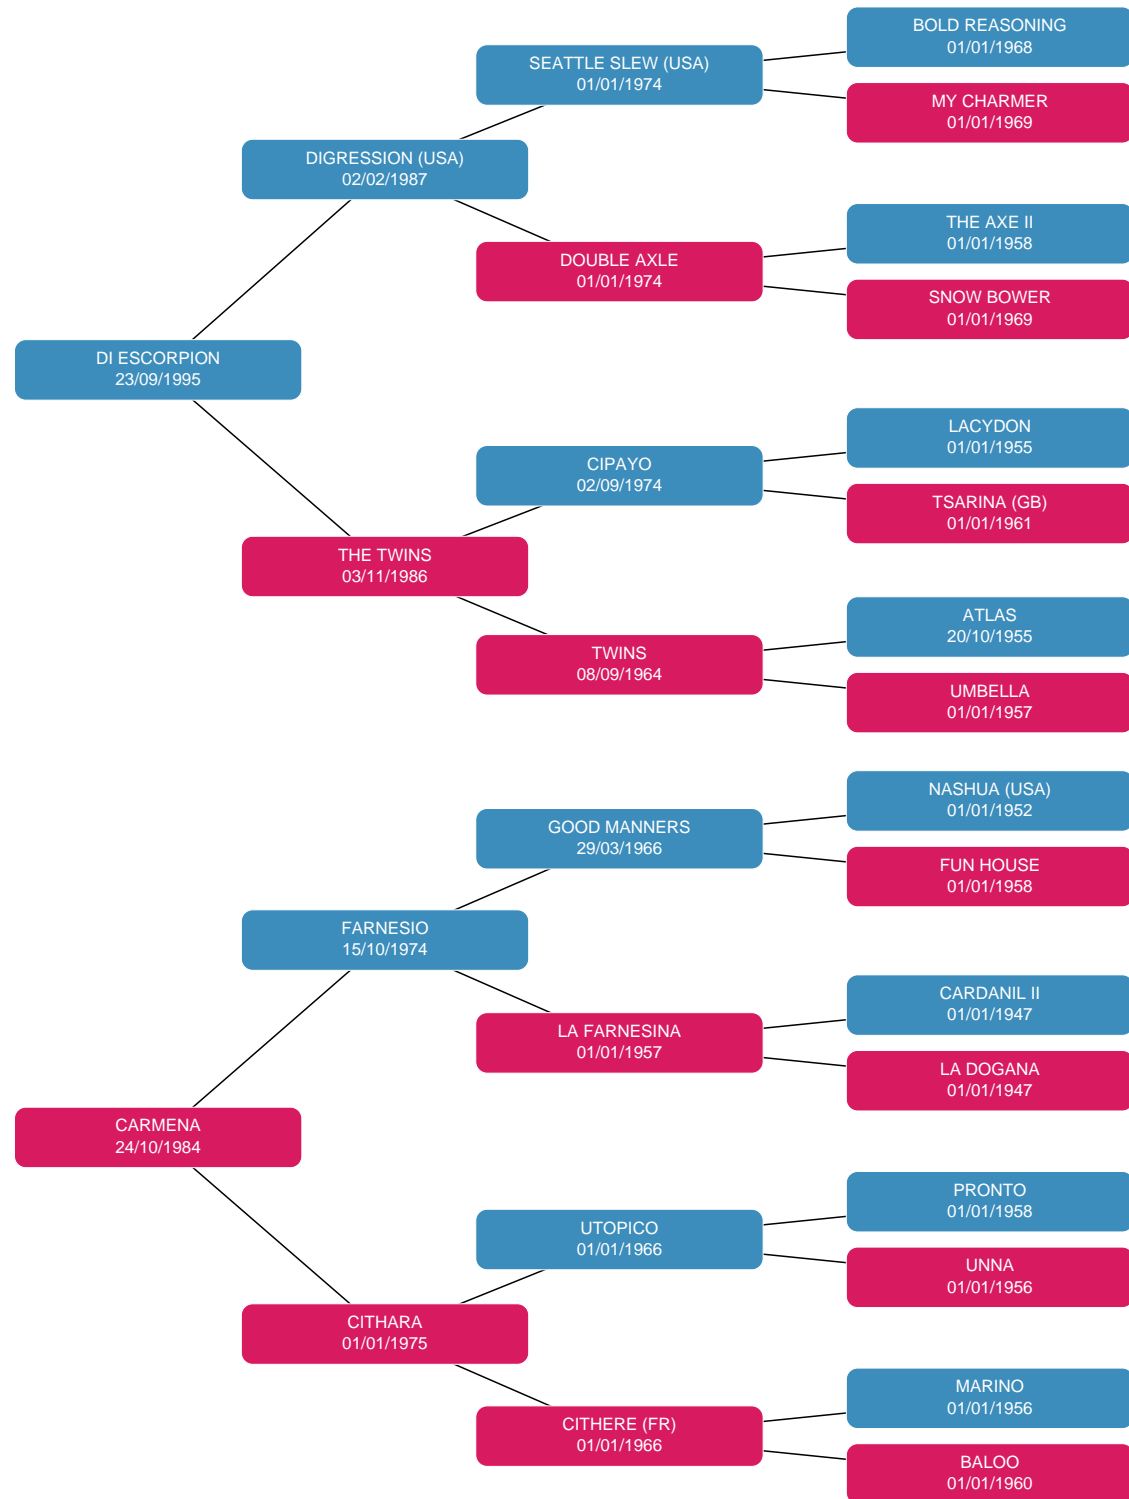 BOLD REASONING
01/01/1968
SEATTLE SLEW (USA)
01/01/1974
MY CHARMER
01/01/1969
DIGRESSION (USA)
02/02/1987
THE AXE II
01/01/1958
DOUBLE AXLE
01/01/1974
SNOW BOWER
01/01/1969
DI ESCORPION
23/09/1995
LACYDON
01/01/1955
CIPAYO
02/09/1974
TSARINA (GB)
01/01/1961
THE TWINS
03/11/1986
ATLAS
20/10/1955
TWINS
08/09/1964
UMBELLA
01/01/1957
NASHUA (USA)
01/01/1952
GOOD MANNERS
29/03/1966
FUN HOUSE
01/01/1958
FARNESIO
15/10/1974
CARDANIL II
01/01/1947
LA FARNESINA
01/01/1957
LA DOGANA
01/01/1947
CARMENA
24/10/1984
PRONTO
01/01/1958
UTOPICO
01/01/1966
UNNA
01/01/1956
CITHARA
01/01/1975
MARINO
01/01/1956
CITHERE (FR)
01/01/1966
BALOO
01/01/1960